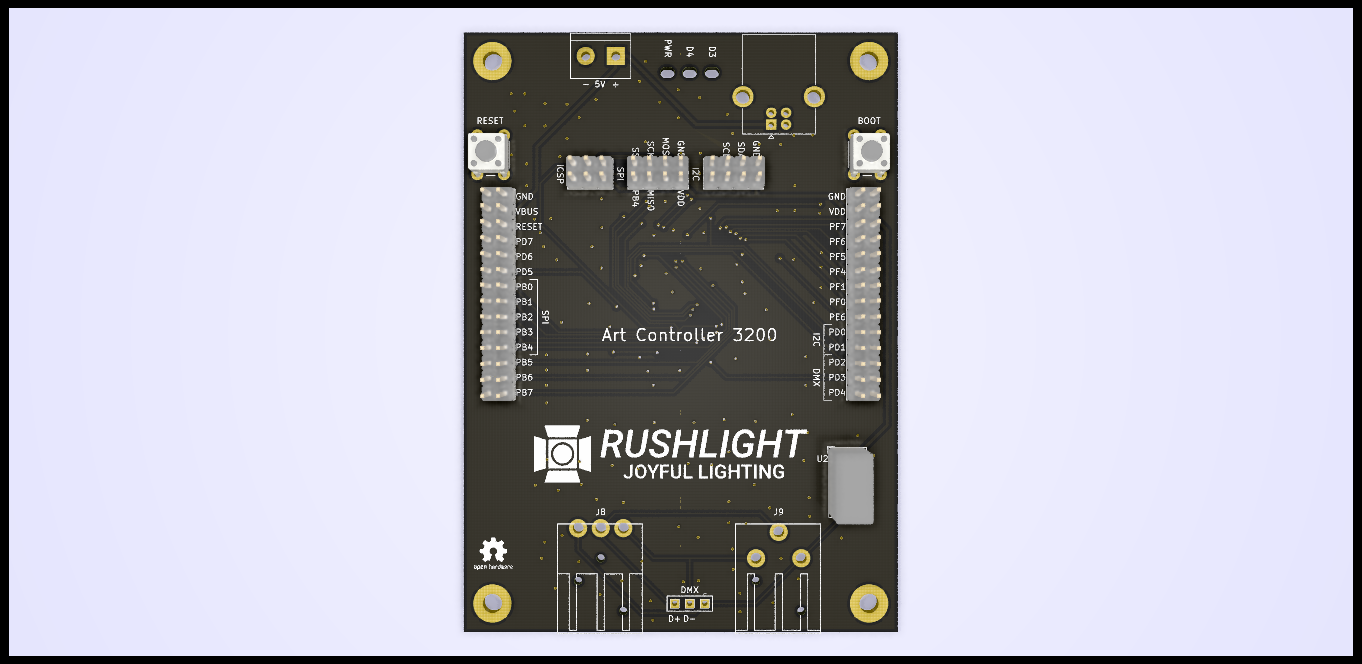 PWR D4 D3
- 5V +
RESET
BOOT
ICSP
SPI
SCK
MOSI
GND
PB4
MISO
VDD
I2C
GND
GND
VBUS
RESET
PD7
PD6
PD5
PB0
PB1
PB2
PB3
PB4
PB5
PB6
PB7
SPI
GND
VDD
PF7
PF6
PF5
PF4
PF1
PF0
PE6
PD0
PD1
PD2
PD3
PD4
I2C
DMX
Art Controller 3200
RUSHLIGHT
JOYFUL LIGHTING
U2
J8
J9
open hardware
DMX
D+ D-